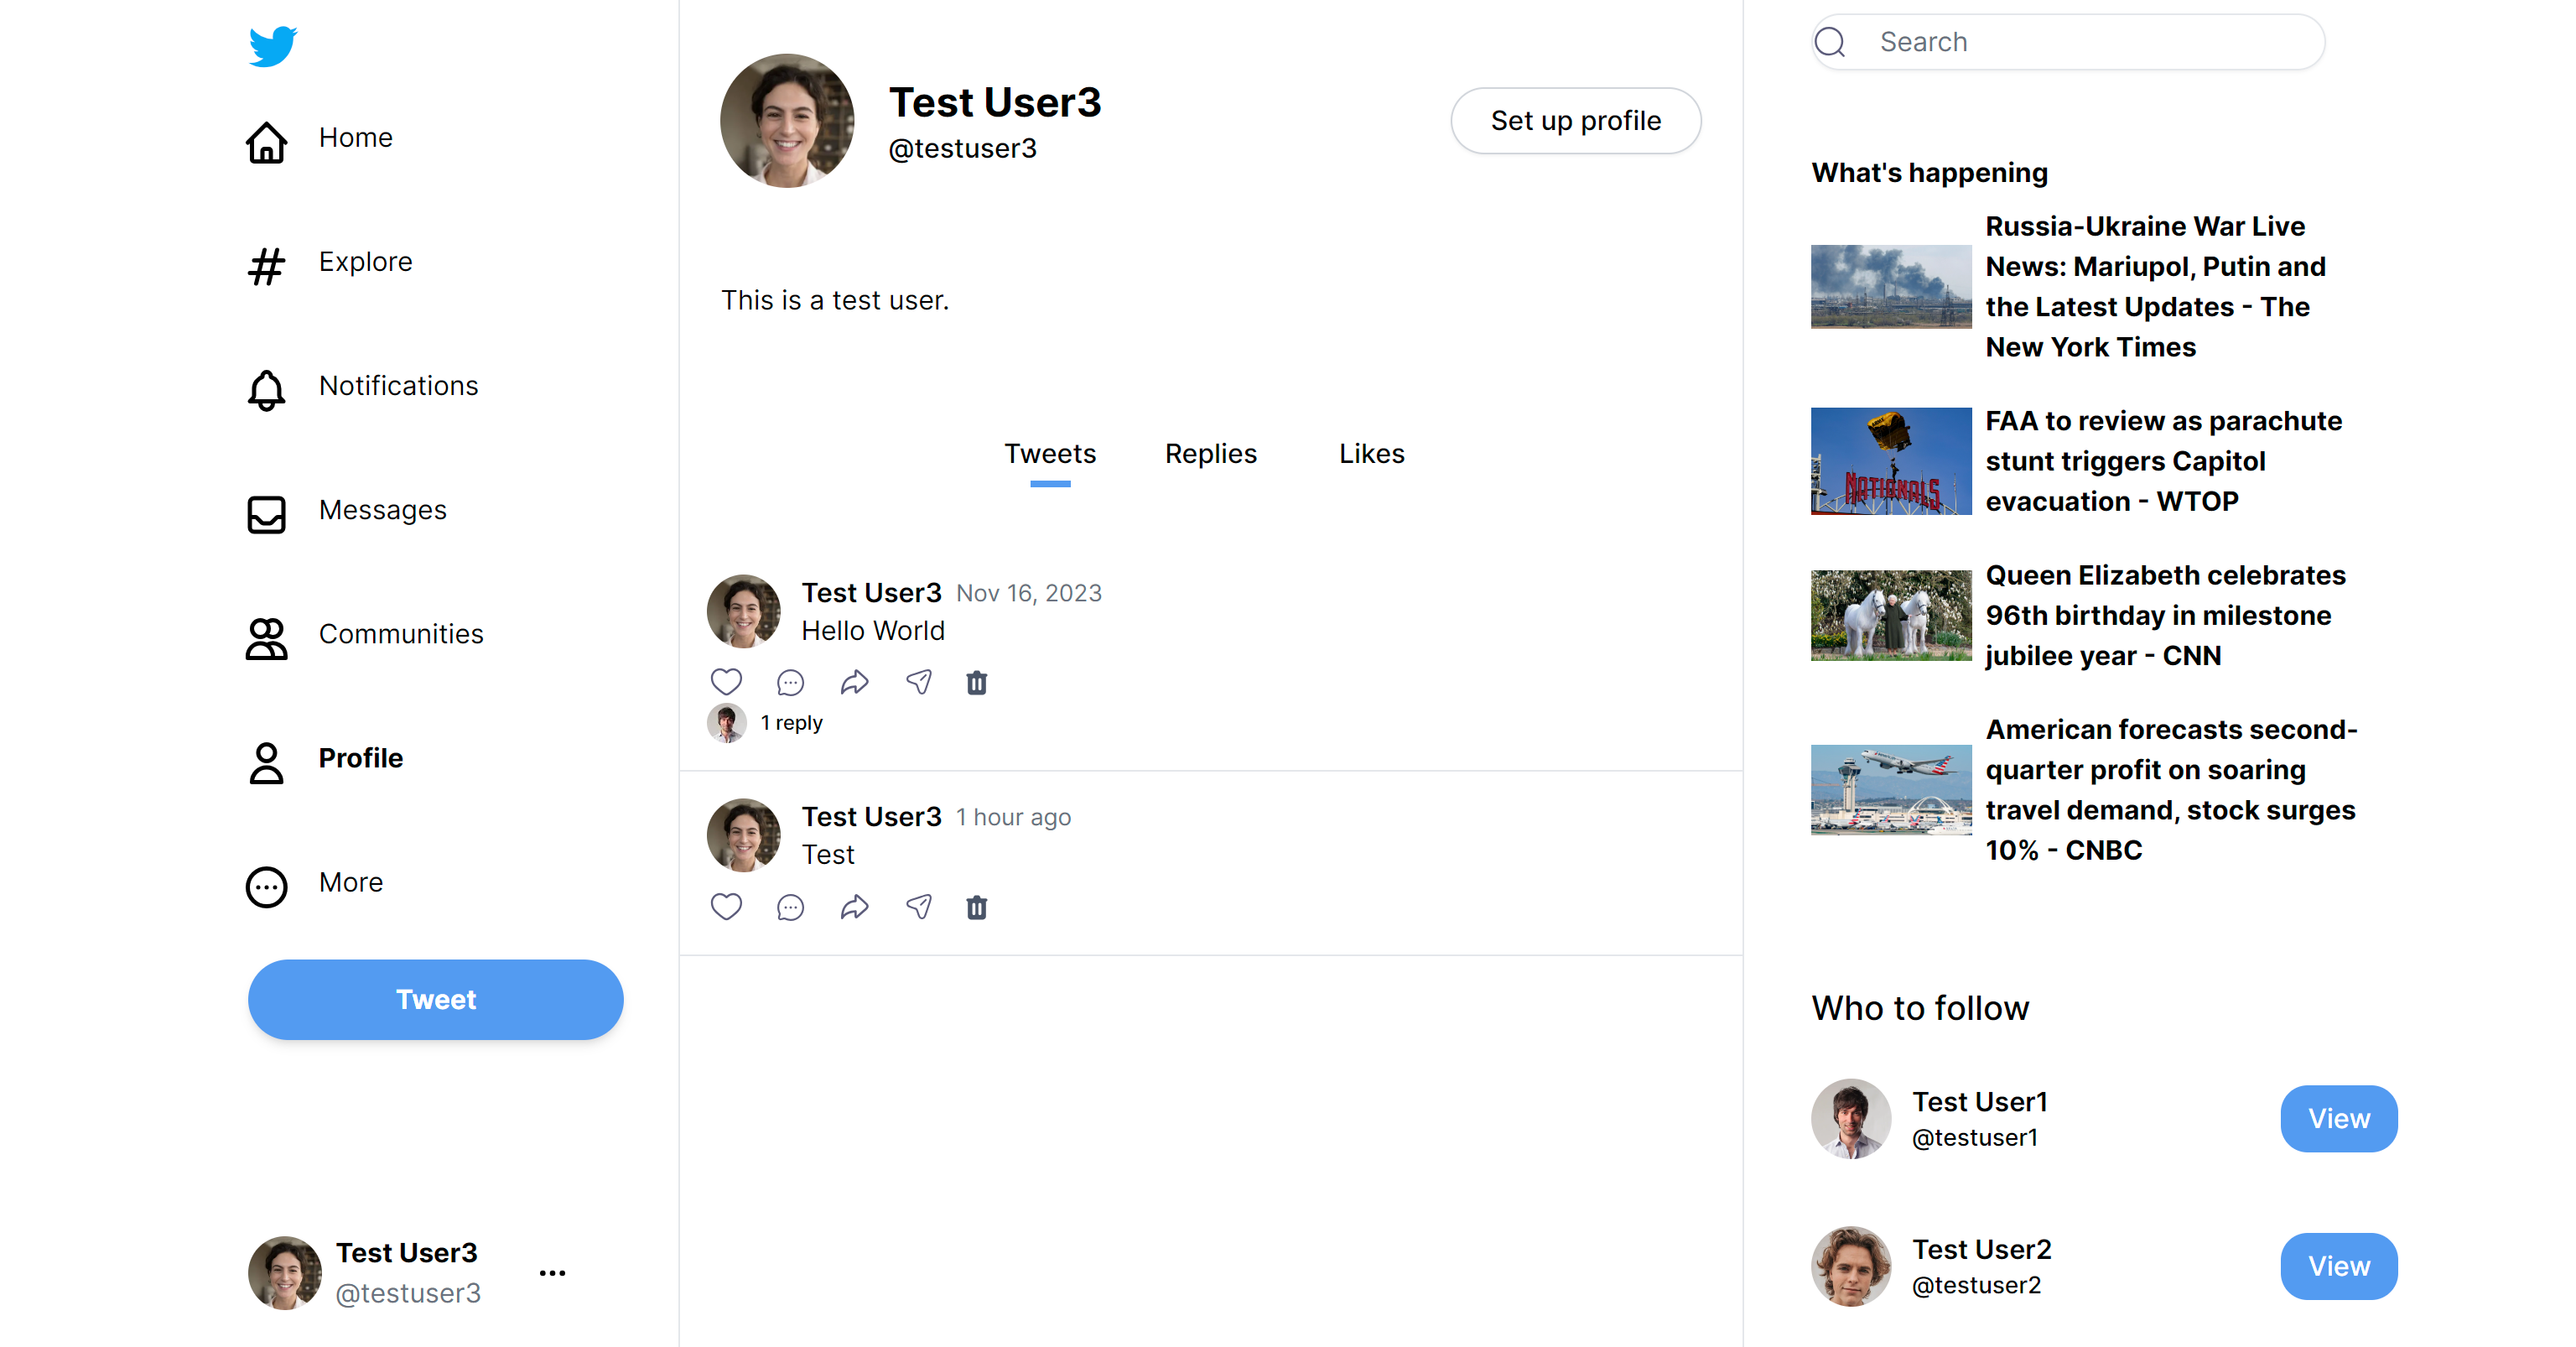 Home
Explore
Notifications
Messages
Communities
Profile
More
Tweet
Test User3
@testuser3
Test User3
@testuser3
Set up profile
This is a test user.
Tweets Replies Likes
Test User3 Nov 16, 2023
Hello World
1 reply
Test User3 1 hour ago
Test
Search
What's happening
Russia-Ukraine War Live
News: Mariupol, Putin and
the Latest Updates - The
New York Times
NATIONALS
FAA to review as parachute
stunt triggers Capitol
evacuation - WTOP
Queen Elizabeth celebrates
96th birthday in milestone
jubilee year - CNN
American forecasts second-
quarter profit on soaring
travel demand, stock surges
10% - CNBC
Who to follow
Test User1
@testuser1
View
Test User2
@testuser2
View